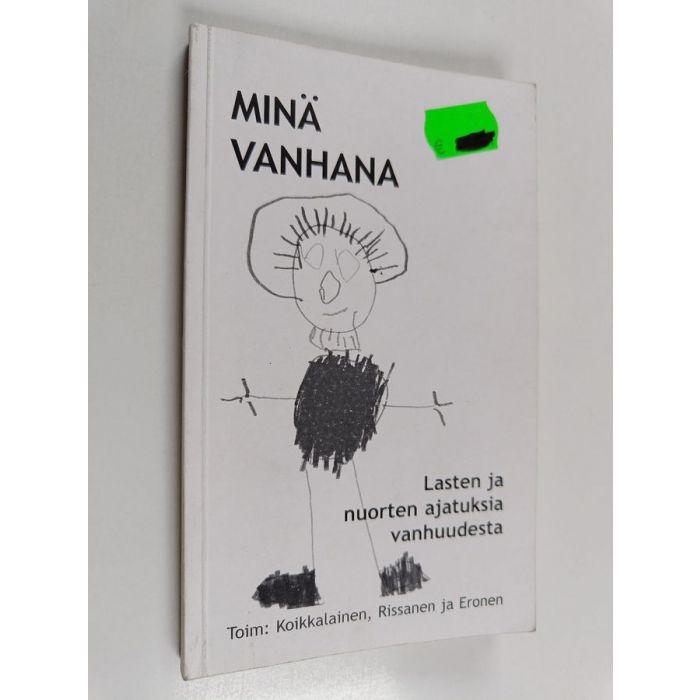 MINÄ
VANHANA
Lasten ja
nuorten ajatuksia
vanhuudesta
Toim: Koikkalainen, Rissanen ja Eronen